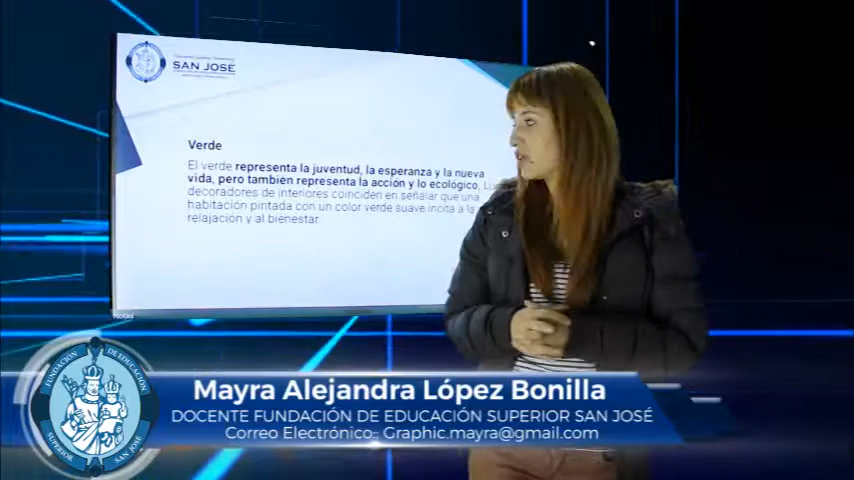 SAN JOSÉ
Verde
El verde representa la juventud, la esperanza y la nueva
vida, pero también representa la acción y lo ecológico,
decoradores de interiores coinciden en señalar que una
habitación pintada con un color verde suave incita a la
relajación y al bienestar.
FUNDACIÓN DE EDUCACIÓN
SUPERIOR SAN JOSÉ
Mayra Alejandra López Bonilla
DOCENTE FUNDACIÓN DE EDUCACIÓN SUPERIOR SAN JOSÉ
Correo Electrónico:: Graphic.mayra@gmail.com